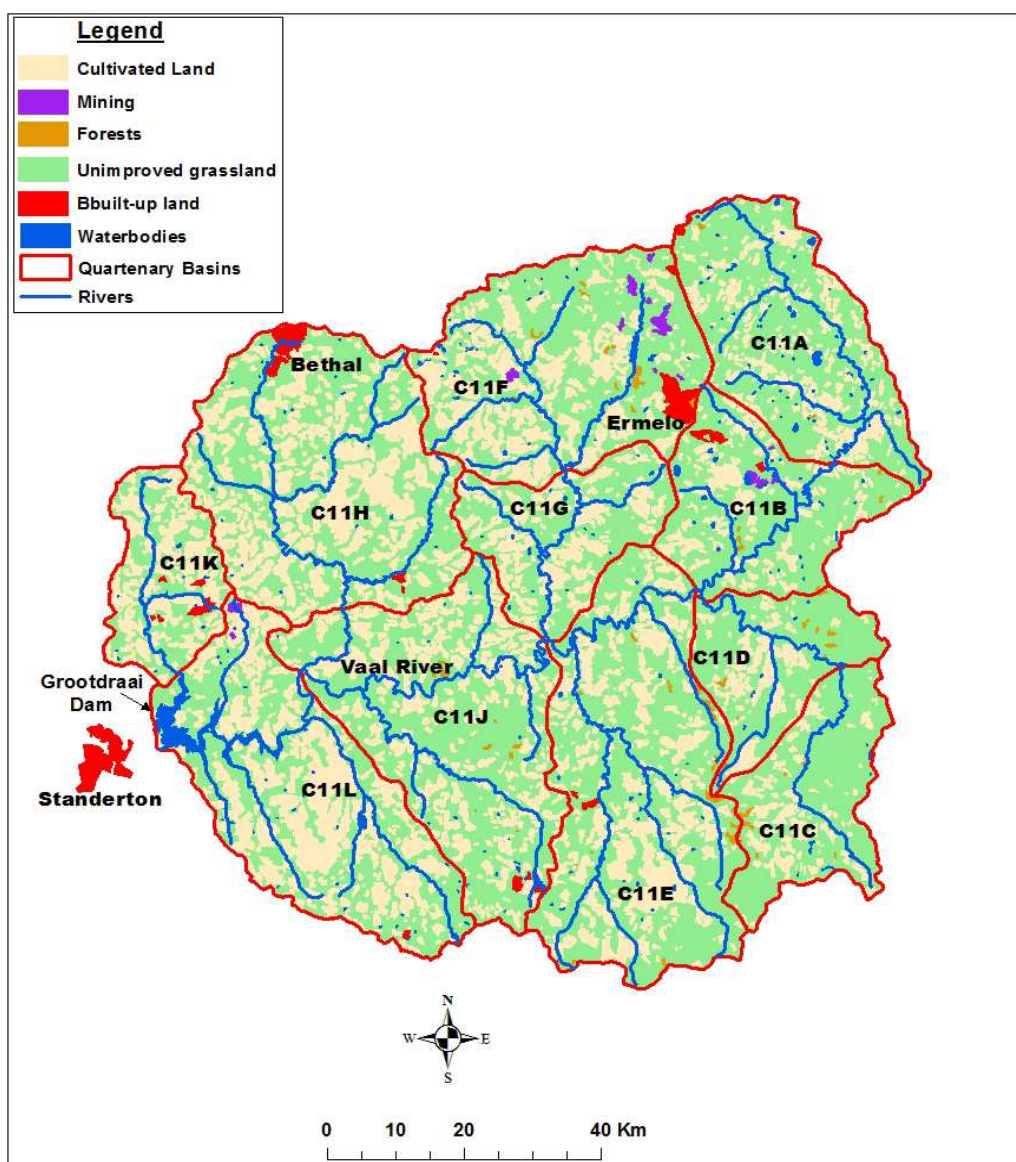 Legend
Cultivated Land
Mining
Forests
Unimproved grassland
Bbuilt-up land
Waterbodies
Quartenary Basins
Rivers
C11A
Bethal
C11F
Ermelo
C11B
C11G
C11H
C11K
C11D
Vaal River
Grootdraai
Dam
C11J
C11L
Standerton
C11C
C11E
N
W
E
S
0 10 20 40 Km